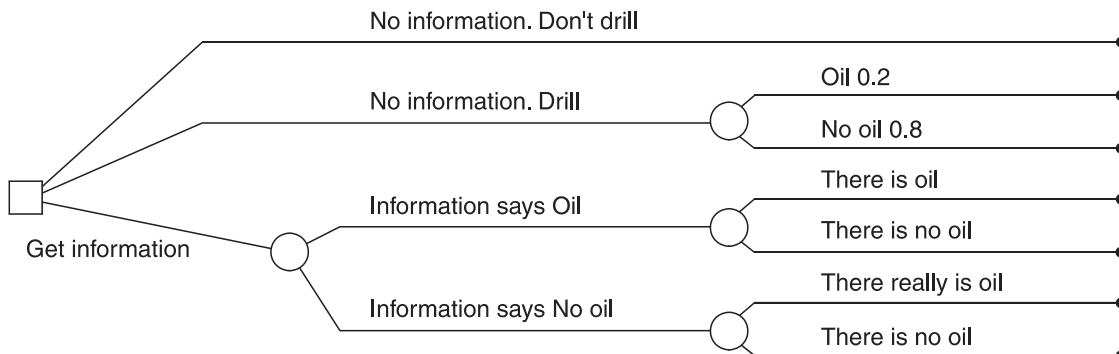 No information. Don't drill
Oil 0.2
No information. Drill
No oil 0.8
There is oil
Information says Oil
There is no oil
Get information
There really is oil
Information says No oil
There is no oil